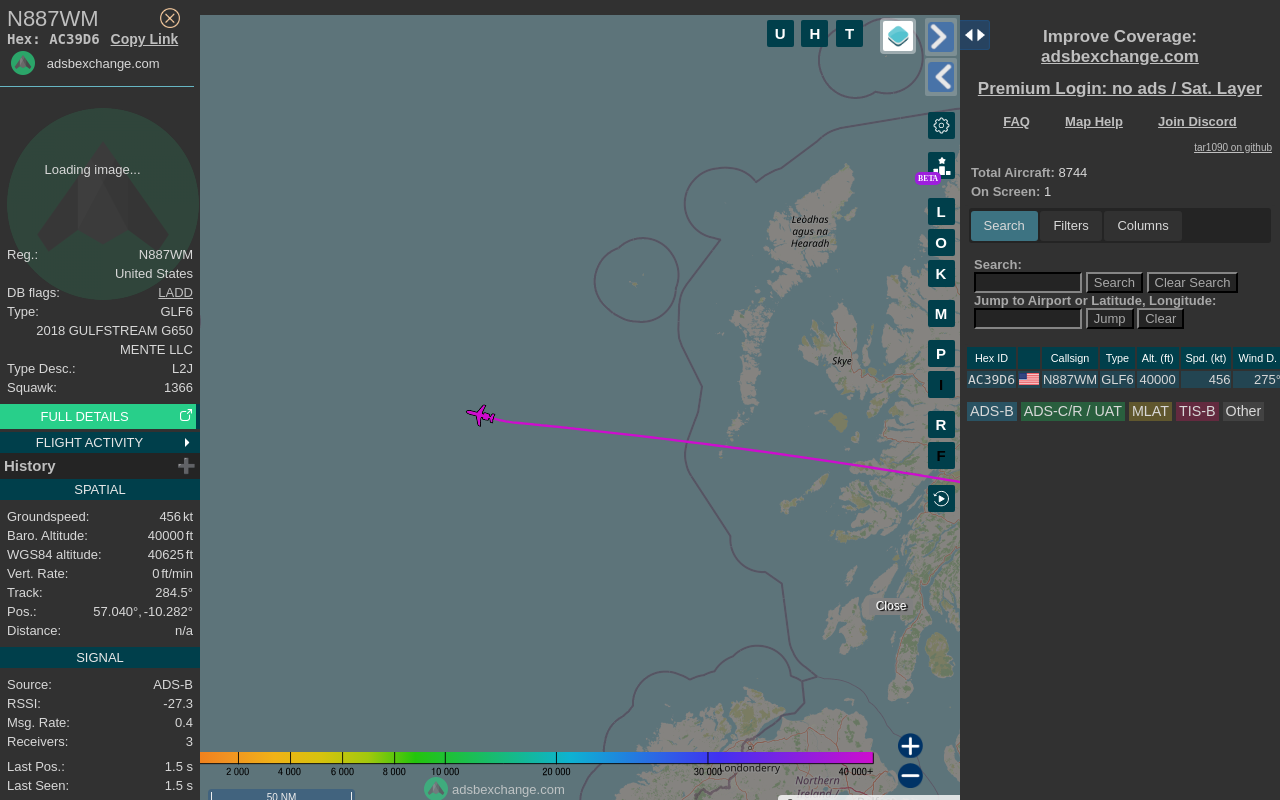 N887WM
Hex: AC39D6 Copy Link
adsbexchange.com
Loading image...
Reg.: N887WM
United States
DB flags: LADD
Type: GLF6
2018 GULFSTREAM G650
MENTE LLC
Type Desc.: L2J
Squawk: 1366
FULL DETAILS
FLIGHT ACTIVITY
History
SPATIAL
Groundspeed: 456 kt
Baro. Altitude: 40000 ft
WGS84 altitude: 40625 ft
Vert. Rate: 0 ft/min
Track: 284.5°
Pos.: 57.040°, -10.282°
Distance: n/a
SIGNAL
Source: ADS-B
RSSI: -27.3
Msg. Rate: 0.4
Receivers: 3
Last Pos.: 1.5 s
Last Seen: 1.5 s
U H T
BETA
L
O
K
M
P
I
R
F
Leòdhas
agus na
Hearadh
Skye
Close
2 000 4 000 6 000 8 000 10 000 20 000 30 000 40 000+
Londonderry
Northern
Ireland
adsbexchange.com
50 NM
Improve Coverage:
adsbexchange.com
Premium Login: no ads / Sat. Layer
FAQ Map Help Join Discord
tar1090 on github
Total Aircraft: 8744
On Screen: 1
Search Filters Columns
Search:
Search Clear Search
Jump to Airport or Latitude, Longitude:
Jump Clear
Hex ID Callsign Type Alt. (ft) Spd. (kt) Wind D.
AC39D6 N887WM GLF6 40000 456 275°
ADS-B ADS-C/R / UAT MLAT TIS-B Other